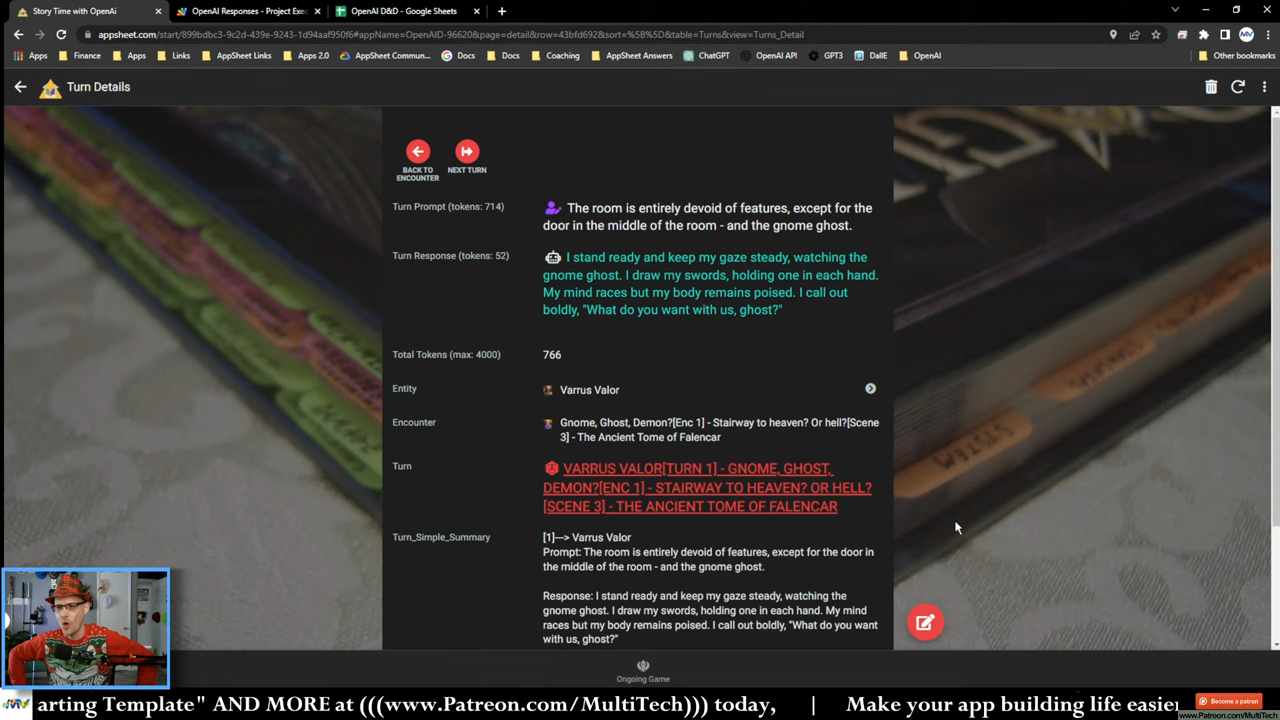 Story Time with OpenAi
OpenAI Responses - Project Exec
OpenAI D&D - Google Sheets
appsheet.com/start/899bdbc3-9c2d-439e-9243-1d94aaf950f6#appName=OpenAID-96620&page=detail&row=43bfd692&sort=%5B%5D&table=Turns&view=Turns_Detail
Apps
Finance
Apps
Links
AppSheet Links
Apps 2.0
AppSheet Commun...
Docs
Docs
Coaching
AppSheet Answers
ChatGPT
OpenAI API
GPT3
DallE
OpenAI
Other bookmarks
Turn Details
BACK TO
ENCOUNTER
NEXT TURN
Turn Prompt (tokens: 714)
The room is entirely devoid of features, except for the
door in the middle of the room - and the gnome ghost.
Turn Response (tokens: 52)
I stand ready and keep my gaze steady, watching the
gnome ghost. I draw my swords, holding one in each hand.
My mind races but my body remains poised. I call out
boldly, "What do you want with us, ghost?"
Total Tokens (max: 4000)
766
Entity
Varrus Valor
Encounter
Gnome, Ghost, Demon?[Enc 1] - Stairway to heaven? Or hell?[Scene
3] - The Ancient Tome of Falencar
Turn
VARRUS VALOR[TURN 1] - GNOME, GHOST,
DEMON?[ENC 1] - STAIRWAY TO HEAVEN? OR HELL?
[SCENE 3] - THE ANCIENT TOME OF FALENCAR
Turn_Simple_Summary
[1]---> Varrus Valor
Prompt: The room is entirely devoid of features, except for the door in
the middle of the room - and the gnome ghost.
Response: I stand ready and keep my gaze steady, watching the
gnome ghost. I draw my swords, holding one in each hand. My mind
races but my body remains poised. I call out boldly, "What do you want
with us, ghost?"
Ongoing Game
arting Template" AND MORE at (((www.Patreon.com/MultiTech))) today, | Make your app building life easie
Become a patron
www.Patreon.com/MultiTech